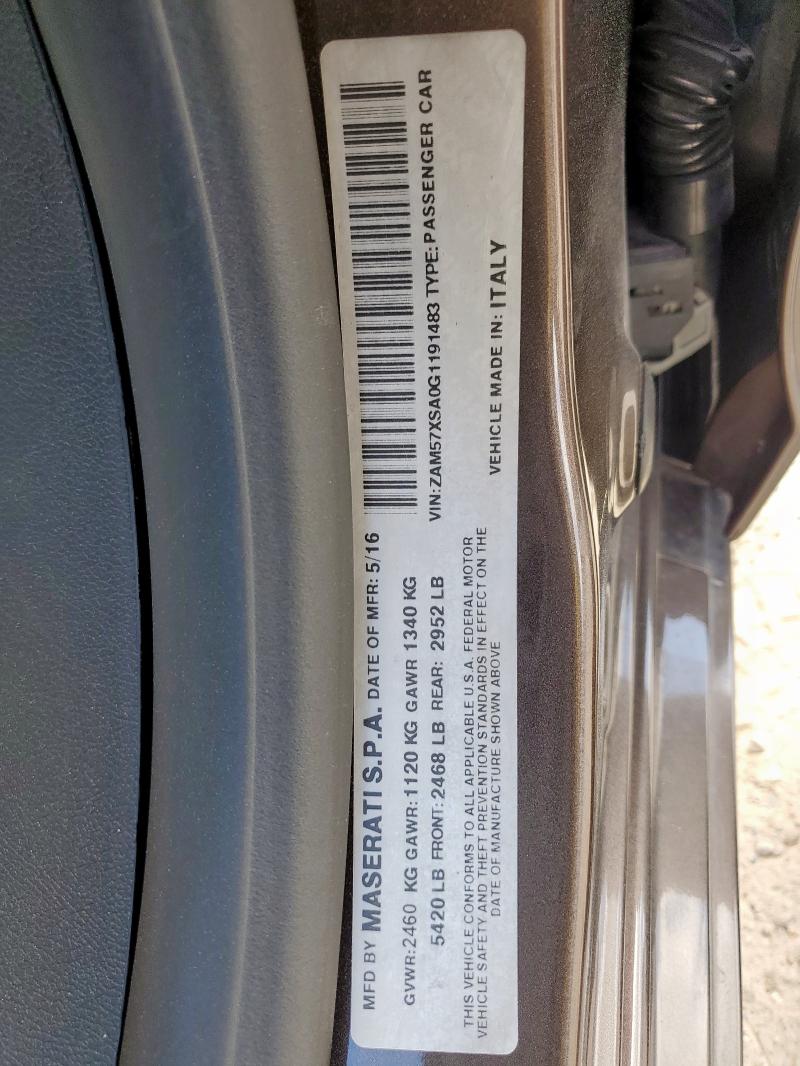 MFD BY MASERATI S.P.A. DATE OF MFR: 5/16
GVWR: 2460 KG GAWR: 1120 KG GAWR 1340 KG
5420 LB FRONT: 2468 LB REAR: 2952 LB
THIS VEHICLE CONFORMS TO ALL APPLICABLE U.S.A. FEDERAL MOTOR
VEHICLE SAFETY AND THEFT PREVENTION STANDARDS IN EFFECT ON THE
DATE OF MANUFACTURE SHOWN ABOVE
VIN: ZAM57XSA0G1191483 TYPE: PASSENGER CAR
VEHICLE MADE IN: ITALY